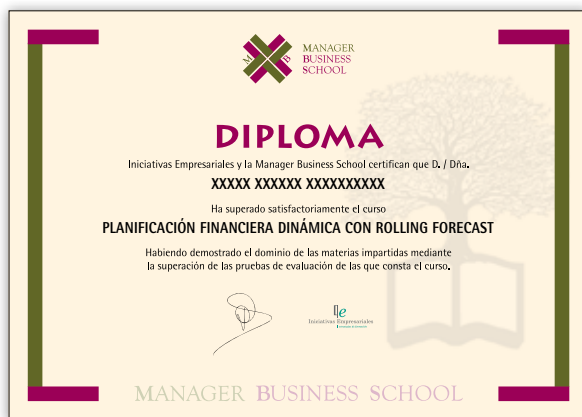 M B
MANAGER
BUSINESS
SCHOOL
DIPLOMA
Iniciativas Empresariales y la Manager Business School certifican que D. / Dña.
XXXXX XXXXXX XXXXXXXXXX
Ha superado satisfactoriamente el curso
PLANIFICACIÓN FINANCIERA DINÁMICA CON ROLLING FORECAST
Habiendo demostrado el dominio de las materias impartidas mediante
la superación de las pruebas de evaluación de las que consta el curso.
Ie
Iniciativas Empresariales
MANAGER BUSINESS SCHOOL